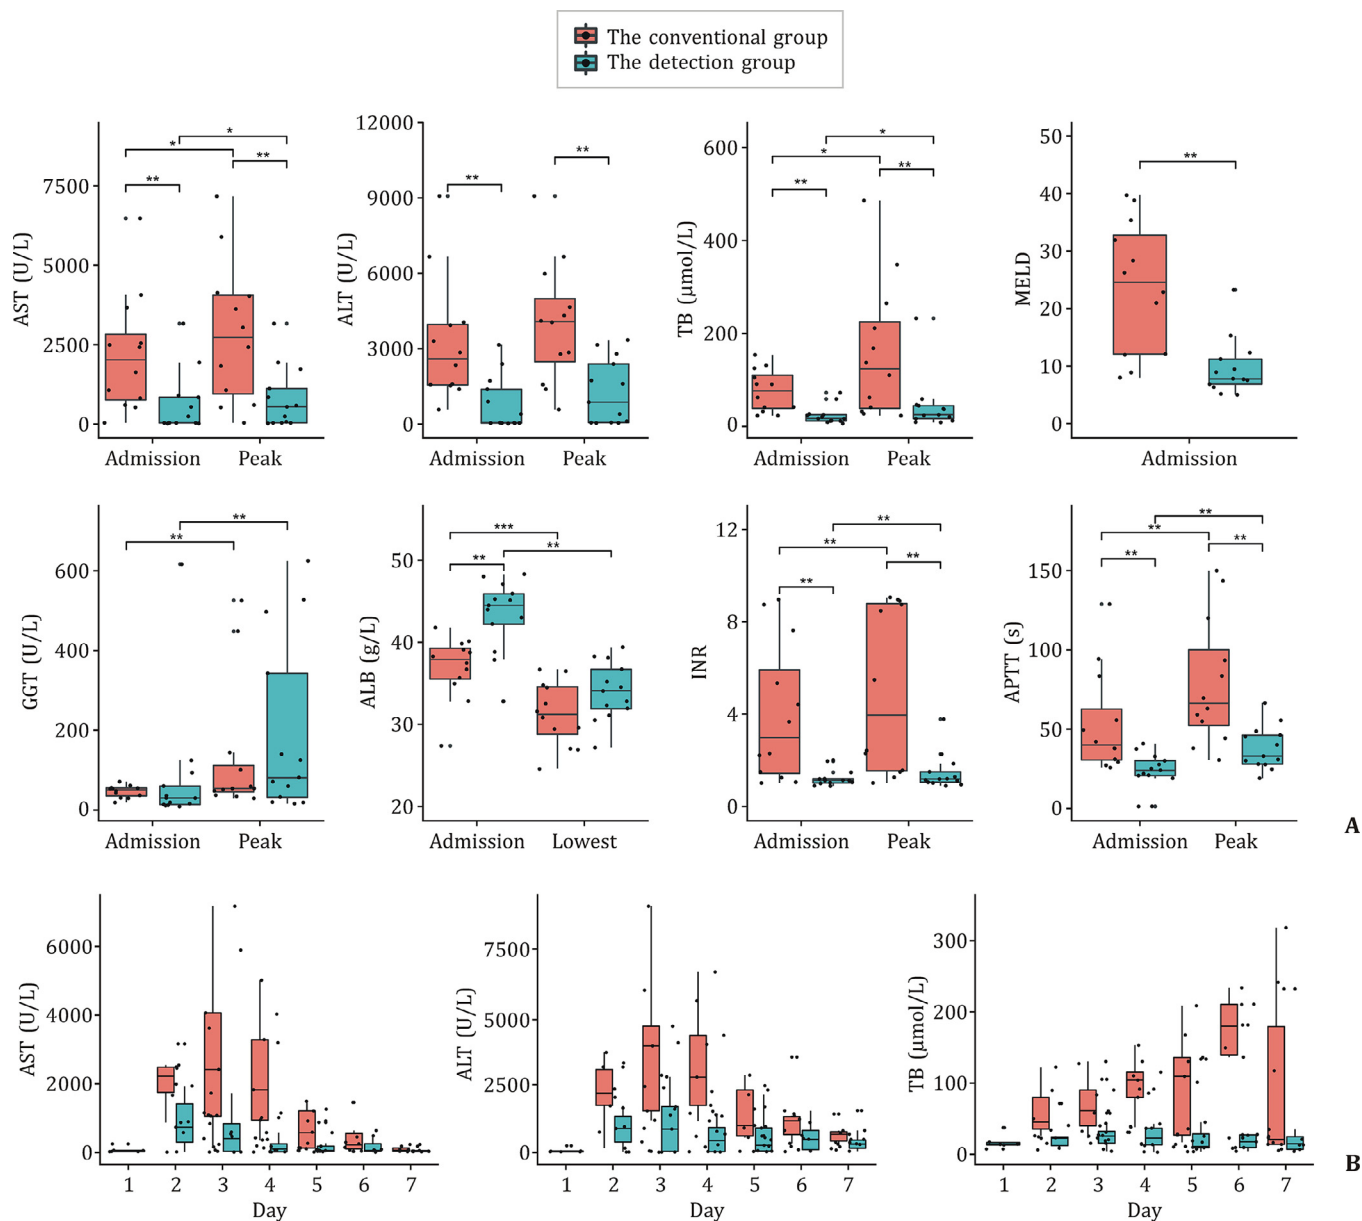 The conventional group
The detection group
AST (U/L)
7500
5000
2500
0
* * ** **
Admission Peak
ALT (U/L)
12000
9000
6000
3000
0
** **
Admission Peak
TB (μmol/L)
600
400
200
0
* * ** **
Admission Peak
MELD
50
40
30
20
10
0
**
Admission
GGT (U/L)
600
400
200
0
** **
Admission Peak
ALB (g/L)
50
40
30
20
*** ** **
Admission Lowest
INR
12
8
4
0
** ** ** **
Admission Peak
APTT (s)
150
100
50
0
** ** ** **
Admission Peak
A
AST (U/L)
6000
4000
2000
0
1 2 3 4 5 6 7
Day
ALT (U/L)
7500
5000
2500
0
1 2 3 4 5 6 7
Day
TB (μmol/L)
300
200
100
0
1 2 3 4 5 6 7
Day
B